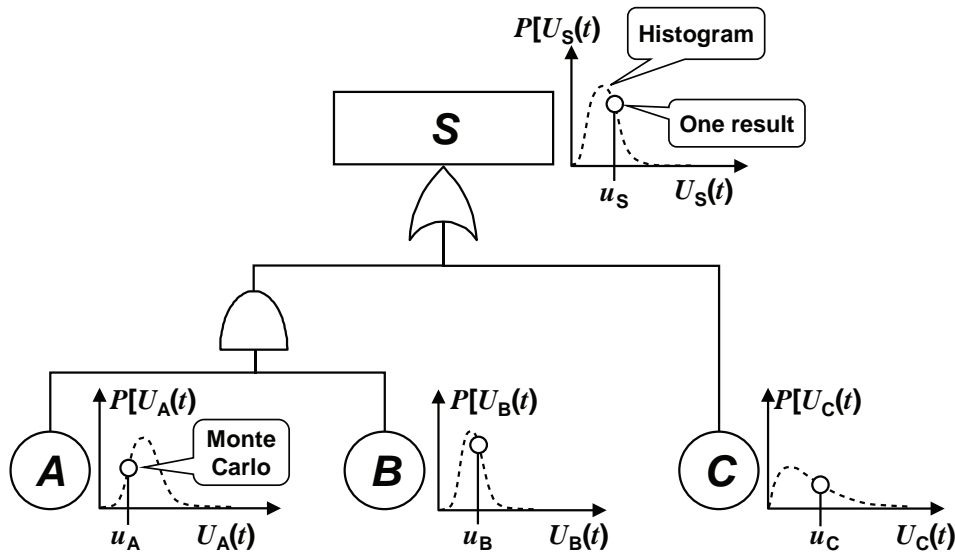 P[U_S(t)
Histogram
S
One result
u_S
U_S(t)
A
P[U_A(t)
Monte
Carlo
u_A
U_A(t)
B
P[U_B(t)
u_B
U_B(t)
C
P[U_C(t)
u_C
U_C(t)